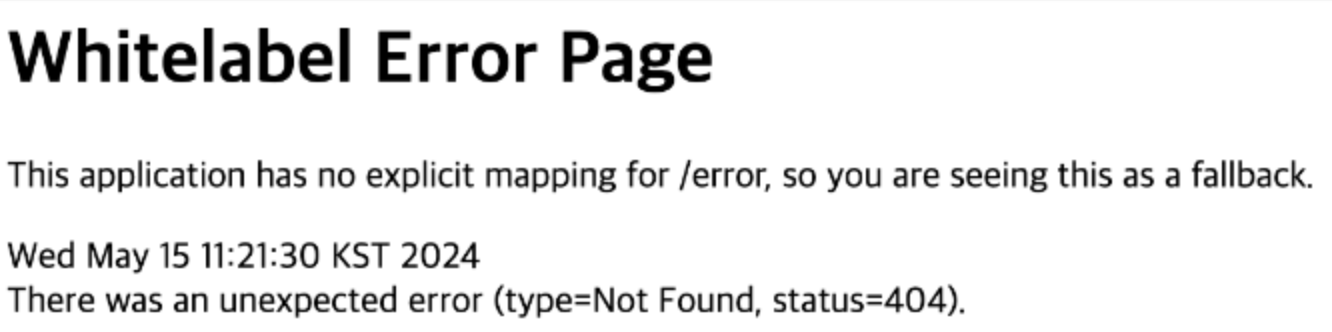 Whitelabel Error Page
This application has no explicit mapping for /error, so you are seeing this as a fallback.
Wed May 15 11:21:30 KST 2024
There was an unexpected error (type=Not Found, status=404).